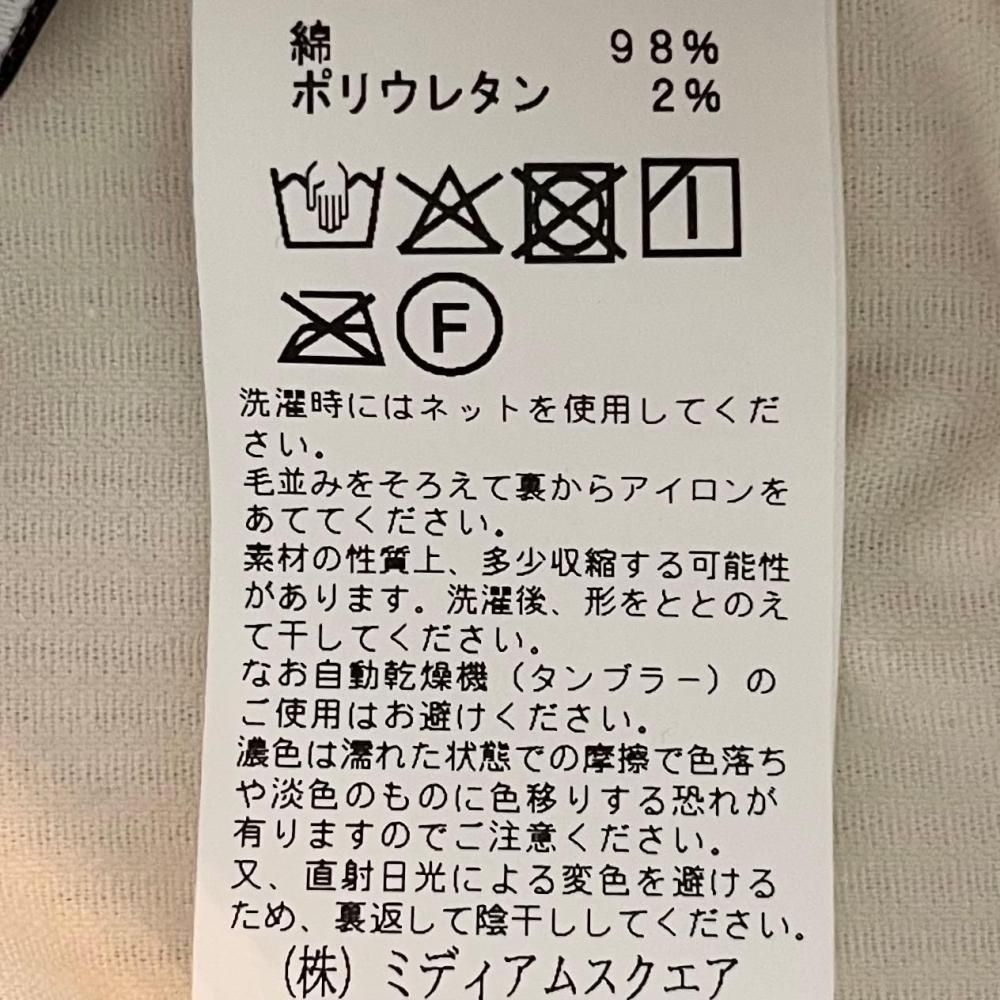 綿 98%
ポリウレタン 2%
F
洗濯時にはネットを使用してくだ
さい。
毛並みをそろえて裏からアイロンを
あててください。
素材の性質上、多少収縮する可能性
があります。洗濯後、形をととのえ
て干してください。
なお自動乾燥機（タンブラー）の
ご使用はお避けください。
濃色は濡れた状態での摩擦で色落ち
や淡色のものに色移りする恐れが
有りますのでご注意ください。
又、直射日光による変色を避ける
ため、裏返して陰干ししてください。
（株）ミディアムスクエア